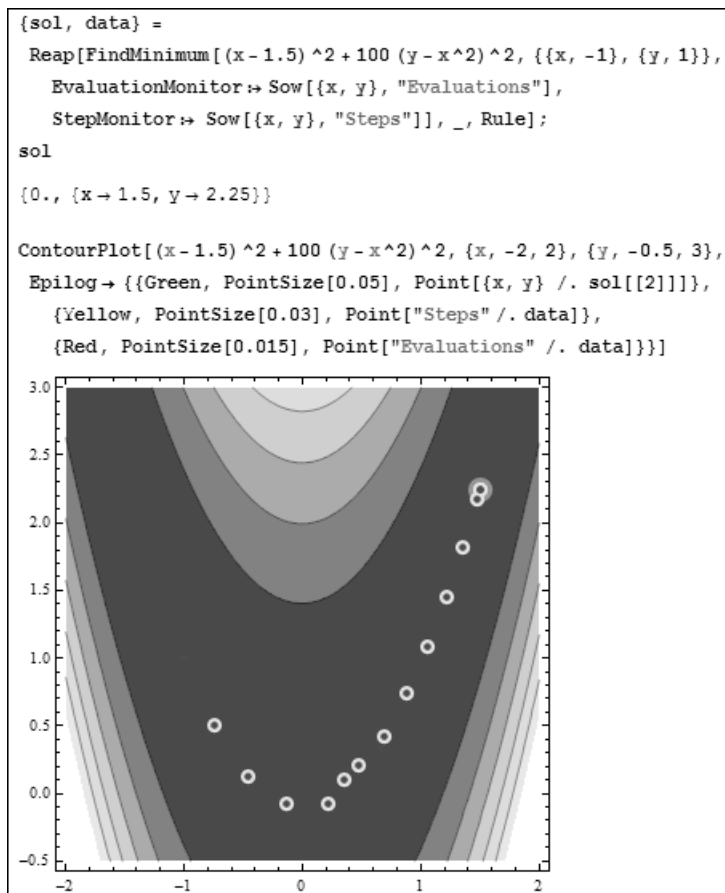 {sol, data} =
Reap[FindMinimum[(x - 1.5) ^2 + 100 (y - x^2) ^2, {{x, -1}, {y, 1}},
EvaluationMonitor :> Sow[{x, y}, "Evaluations"],
StepMonitor :> Sow[{x, y}, "Steps"]], _, Rule];
sol
{0., {x → 1.5, y → 2.25}}
ContourPlot[(x - 1.5) ^2 + 100 (y - x^2) ^2, {x, -2, 2}, {y, -0.5, 3},
Epilog → {{Green, PointSize[0.05], Point[{x, y} /. sol[[2]]]},
{Yellow, PointSize[0.03], Point["Steps" /. data]},
{Red, PointSize[0.015], Point["Evaluations" /. data]}}]
3.0
2.5
2.0
1.5
1.0
0.5
0.0
-0.5
-2 -1 0 1 2